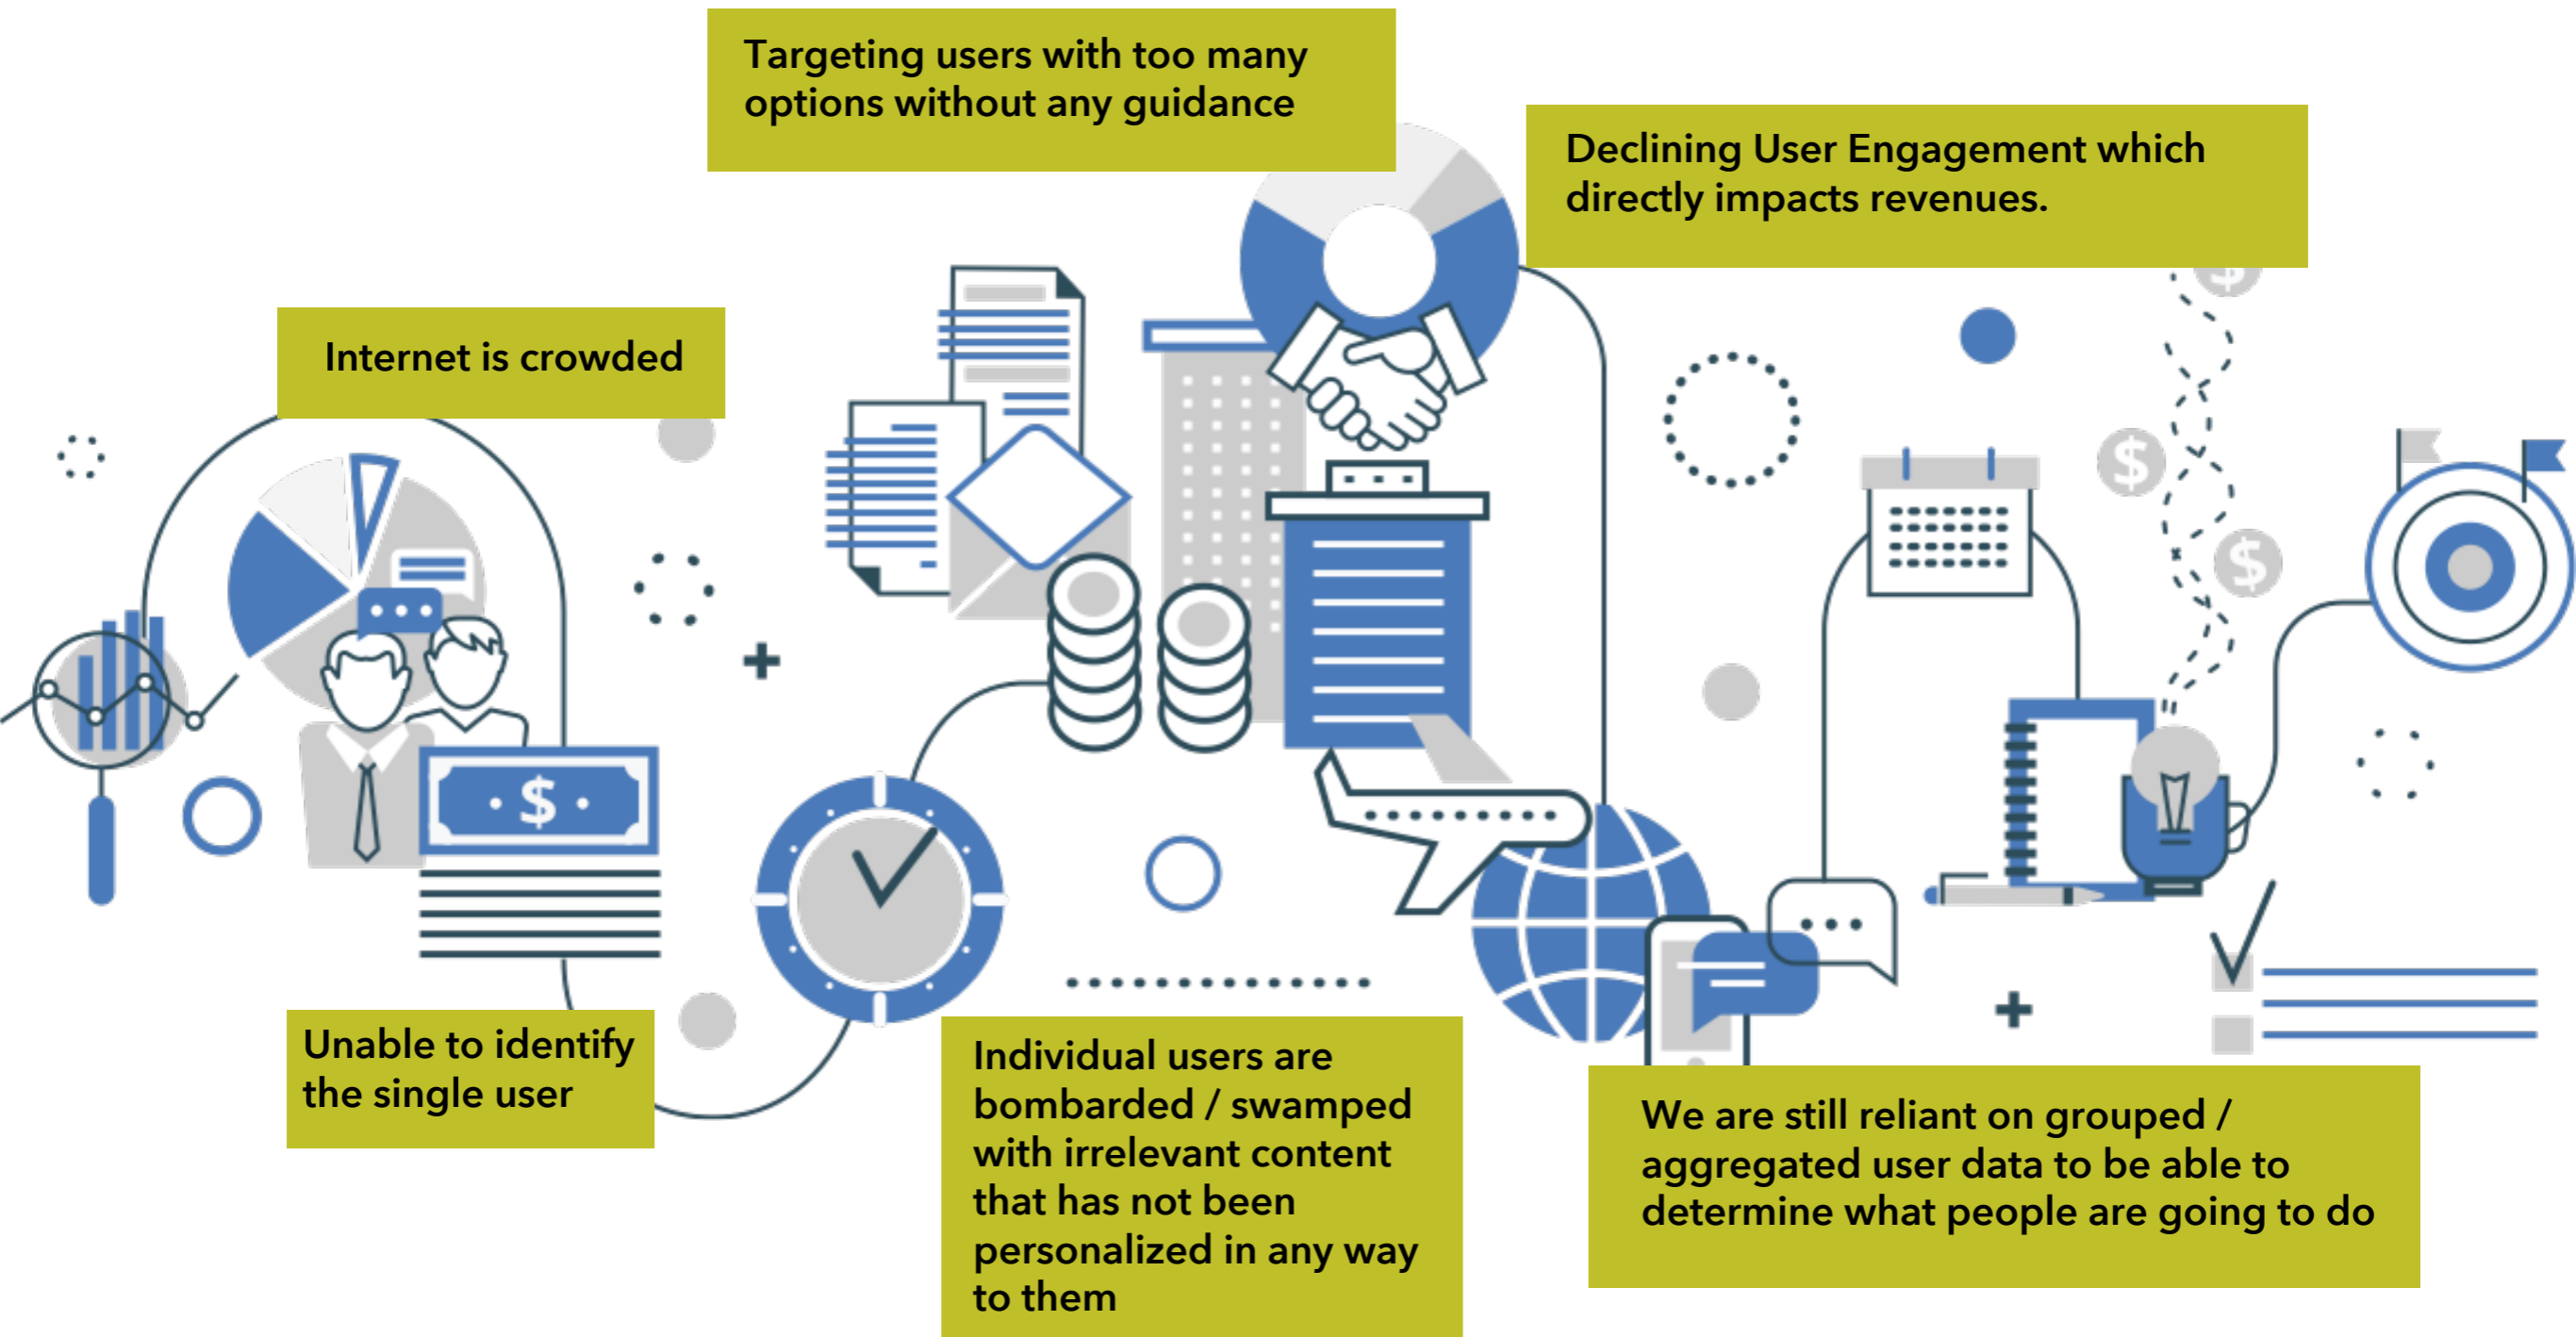 Targeting users with too many
options without any guidance
Declining User Engagement which
directly impacts revenues.
Internet is crowded
$
$
$
$
Unable to identify
the single user
Individual users are
bombarded / swamped
with irrelevant content
that has not been
personalized in any way
to them
We are still reliant on grouped /
aggregated user data to be able to
determine what people are going to do